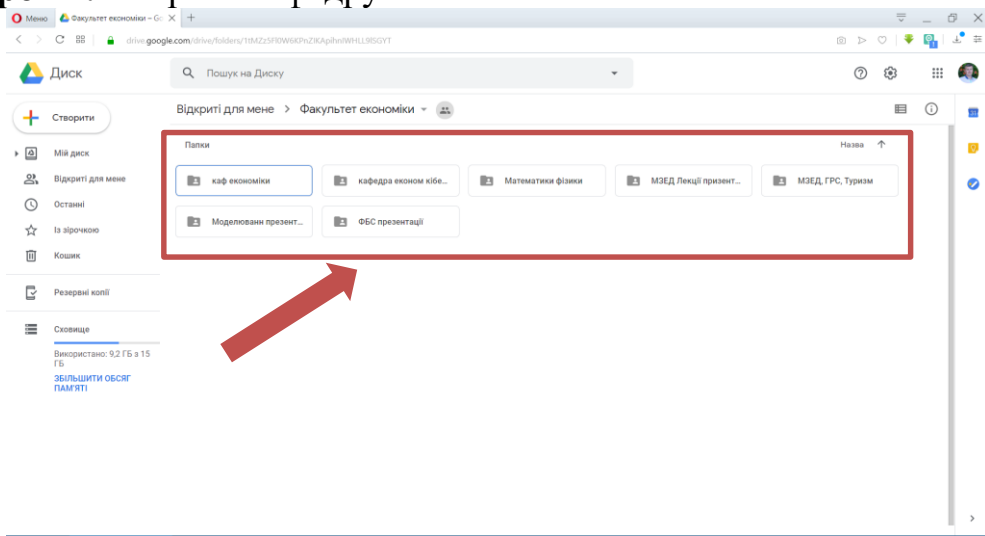 Меню Факультет економіки – Go
drive.google.com/drive/folders/
Диск Пошук на Диску
Створити Відкриті для мене > Факультет економіки
Папки Назва
Мій диск
Відкриті для мене
Останні
Із зірочкою
Кошик
Резервні копії
Сховище
Використано: 9,2 ГБ з 15
ГБ
ЗБІЛЬШИТИ ОБСЯГ
ПАМ'ЯТІ
каф економіки кафедра економ кібе... Математики фізики МЗЕД Лекції призент... МЗЕД, ГРС, Туризм
Моделюванн презент... ФБС презентації